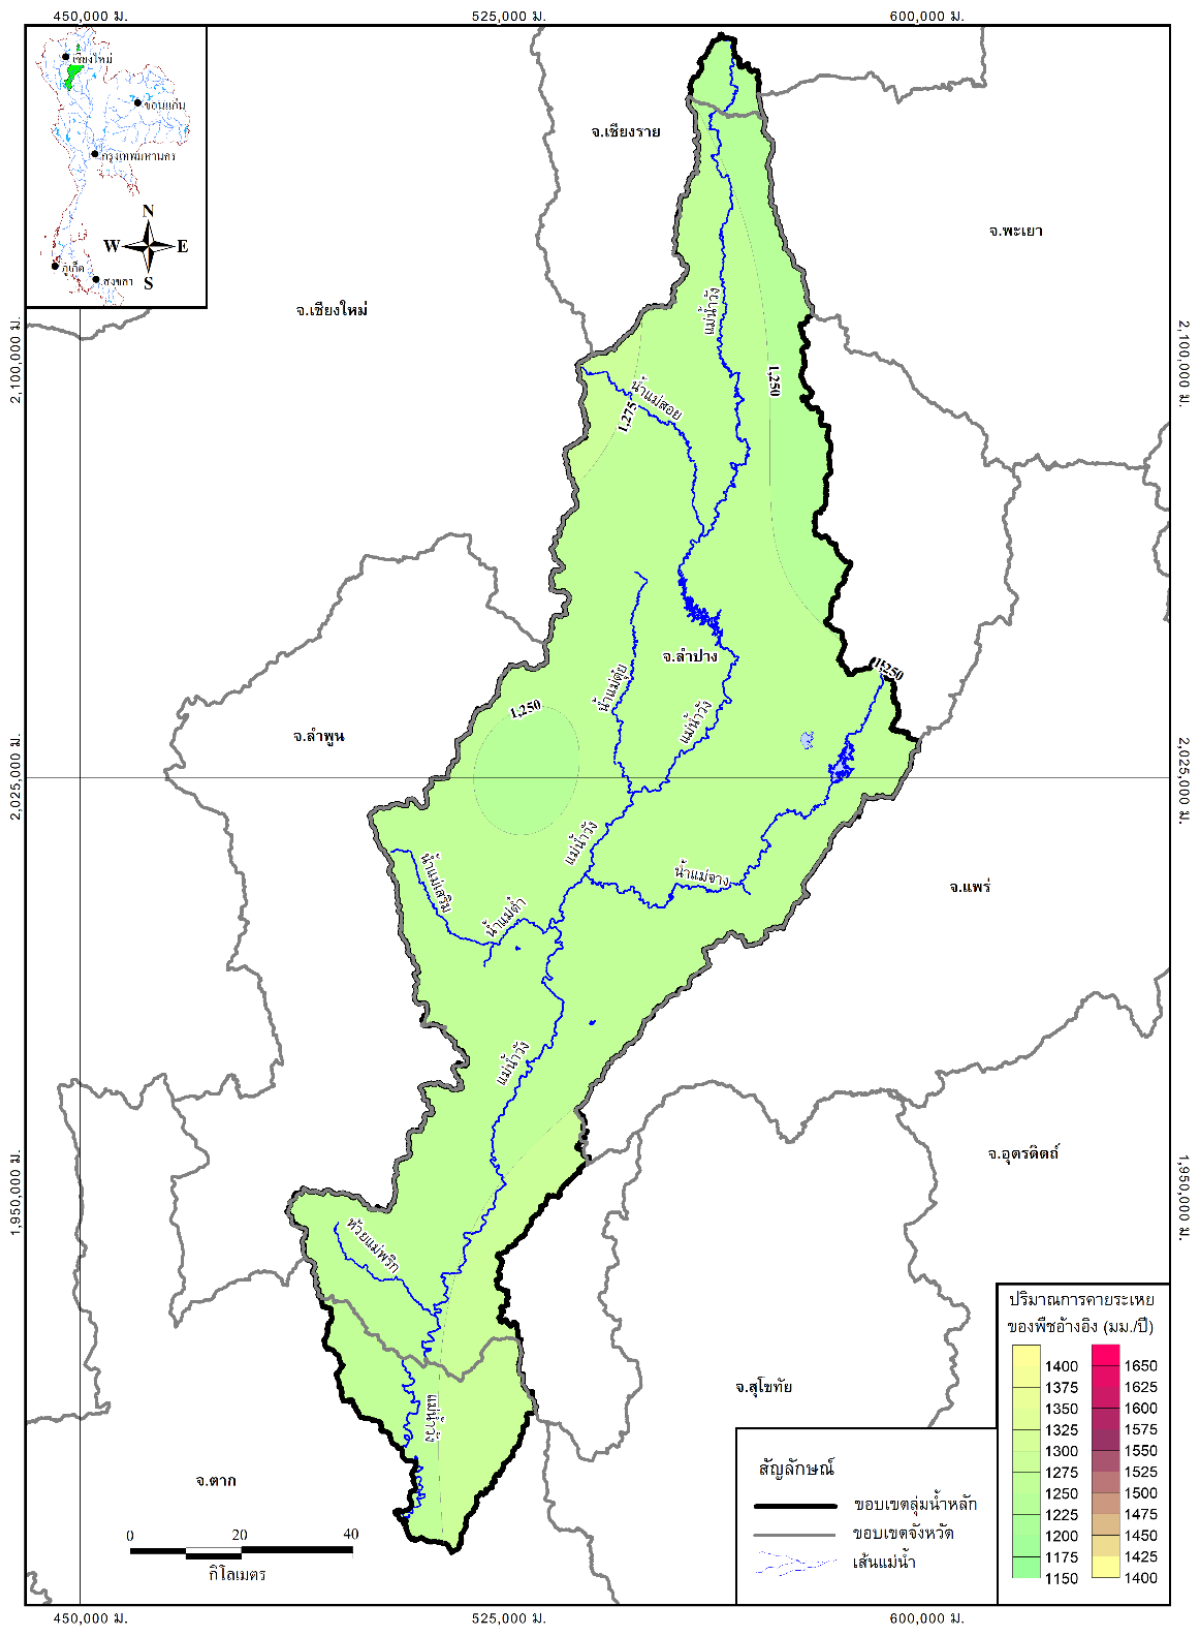 450,000 ม.
525,000 ม.
600,000 ม.
เชียงใหม่
ขอนแก่น
กรุงเทพมหานคร
N
W
E
S
ภูเก็ต
สงขลา
จ.เชียงราย
จ.พะเยา
จ.เชียงใหม่
แม่น้ำวัง
2,100,000 ม.
2,100,000 ม.
น้ำแม่สอย
1,275
1,250
จ.ลำปาง
1,250
น้ำแม่ตุ๋ย
แม่น้ำวัง
1,250
จ.ลำพูน
2,025,000 ม.
2,025,000 ม.
แม่น้ำวัง
น้ำแม่เสริม
น้ำแม่จาง
จ.แพร่
น้ำแม่ต๋ำ
แม่น้ำวัง
จ.อุตรดิตถ์
1,950,000 ม.
1,950,000 ม.
ห้วยแม่พริก
จ.สุโขทัย
แม่น้ำวัง
จ.ตาก
ปริมาณการคายระเหย
ของพืชอ้างอิง (มม./ปี)
1400 1650
1375 1625
1350 1600
1325 1575
1300 1550
1275 1525
1250 1500
1225 1475
1200 1450
1175 1425
1150 1400
สัญลักษณ์
ขอบเขตลุ่มน้ำหลัก
ขอบเขตจังหวัด
เส้นแม่น้ำ
0 20 40
กิโลเมตร
450,000 ม.
525,000 ม.
600,000 ม.